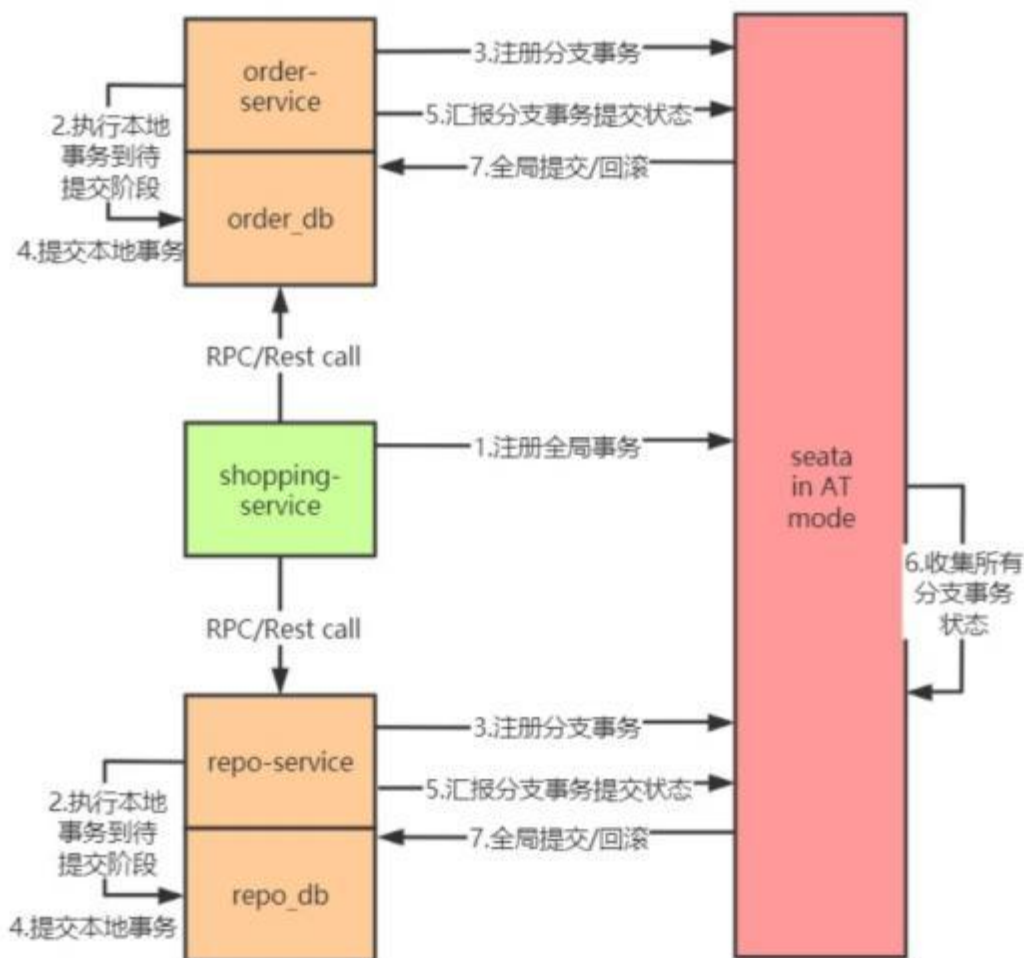 order-
service
3.注册分支事务
5.汇报分支事务提交状态
2.执行本地
事务到待
提交阶段
7.全局提交/回滚
order_db
4.提交本地事务
RPC/Rest call
shopping-
service
1.注册全局事务
seata
in AT
mode
6.收集所有
分支事务
状态
RPC/Rest call
repo-service
3.注册分支事务
5.汇报分支事务提交状态
2.执行本地
事务到待
提交阶段
7.全局提交/回滚
repo_db
4.提交本地事务